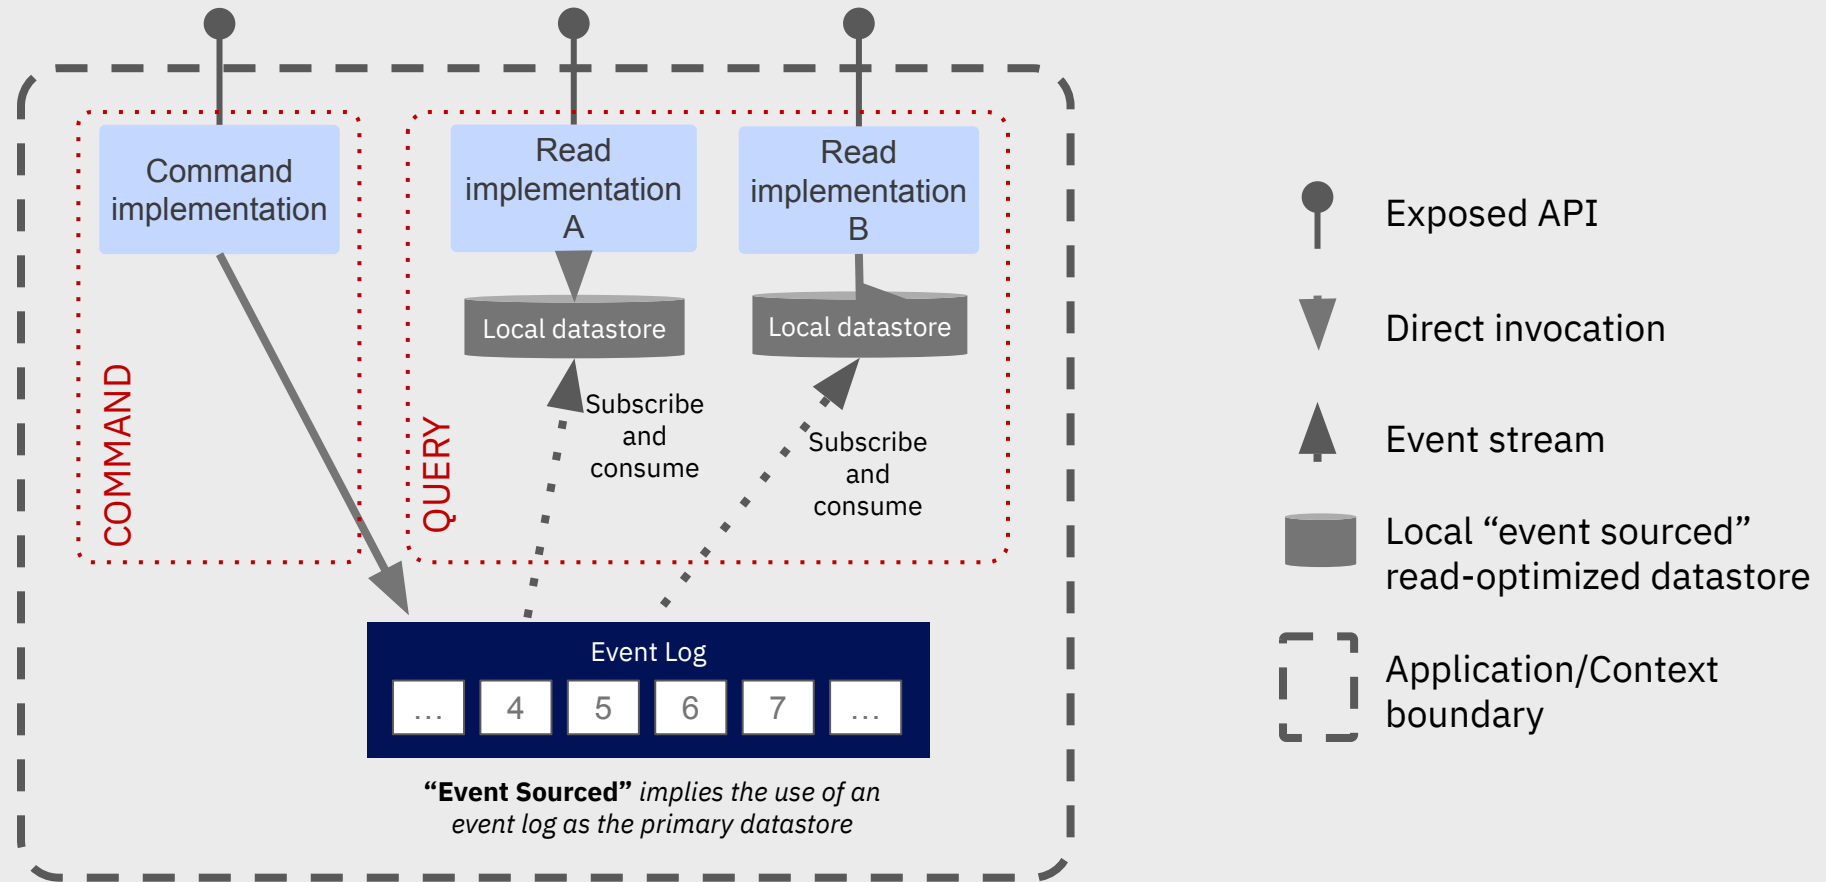 Command
implementation
Read
implementation
A
Read
implementation
B
Local datastore
Local datastore
COMMAND
QUERY
Subscribe
and
consume
Subscribe
and
consume
Event Log
... 4 5 6 7 ...
“Event Sourced” implies the use of an
event log as the primary datastore
Exposed API
Direct invocation
Event stream
Local “event sourced”
read-optimized datastore
Application/Context
boundary